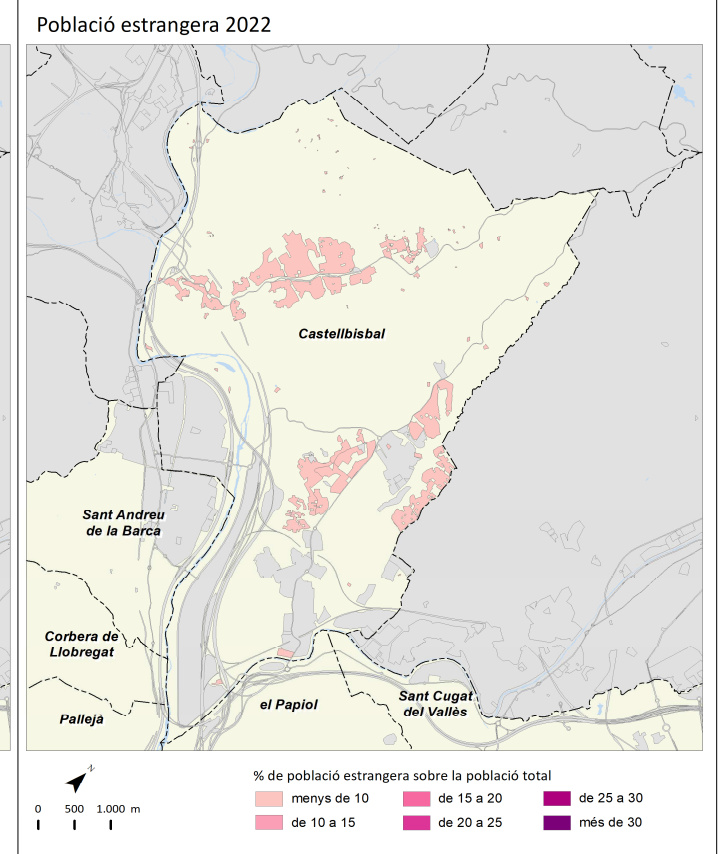 Població estrangera 2022
Castellbisbal
Sant Andreu
de la Barca
Corbera de
Llobregat
Pallejà
el Papiol
Sant Cugat
del Vallès
N
0 500 1.000 m
% de població estrangera sobre la població total
menys de 10
de 15 a 20
de 25 a 30
de 10 a 15
de 20 a 25
més de 30